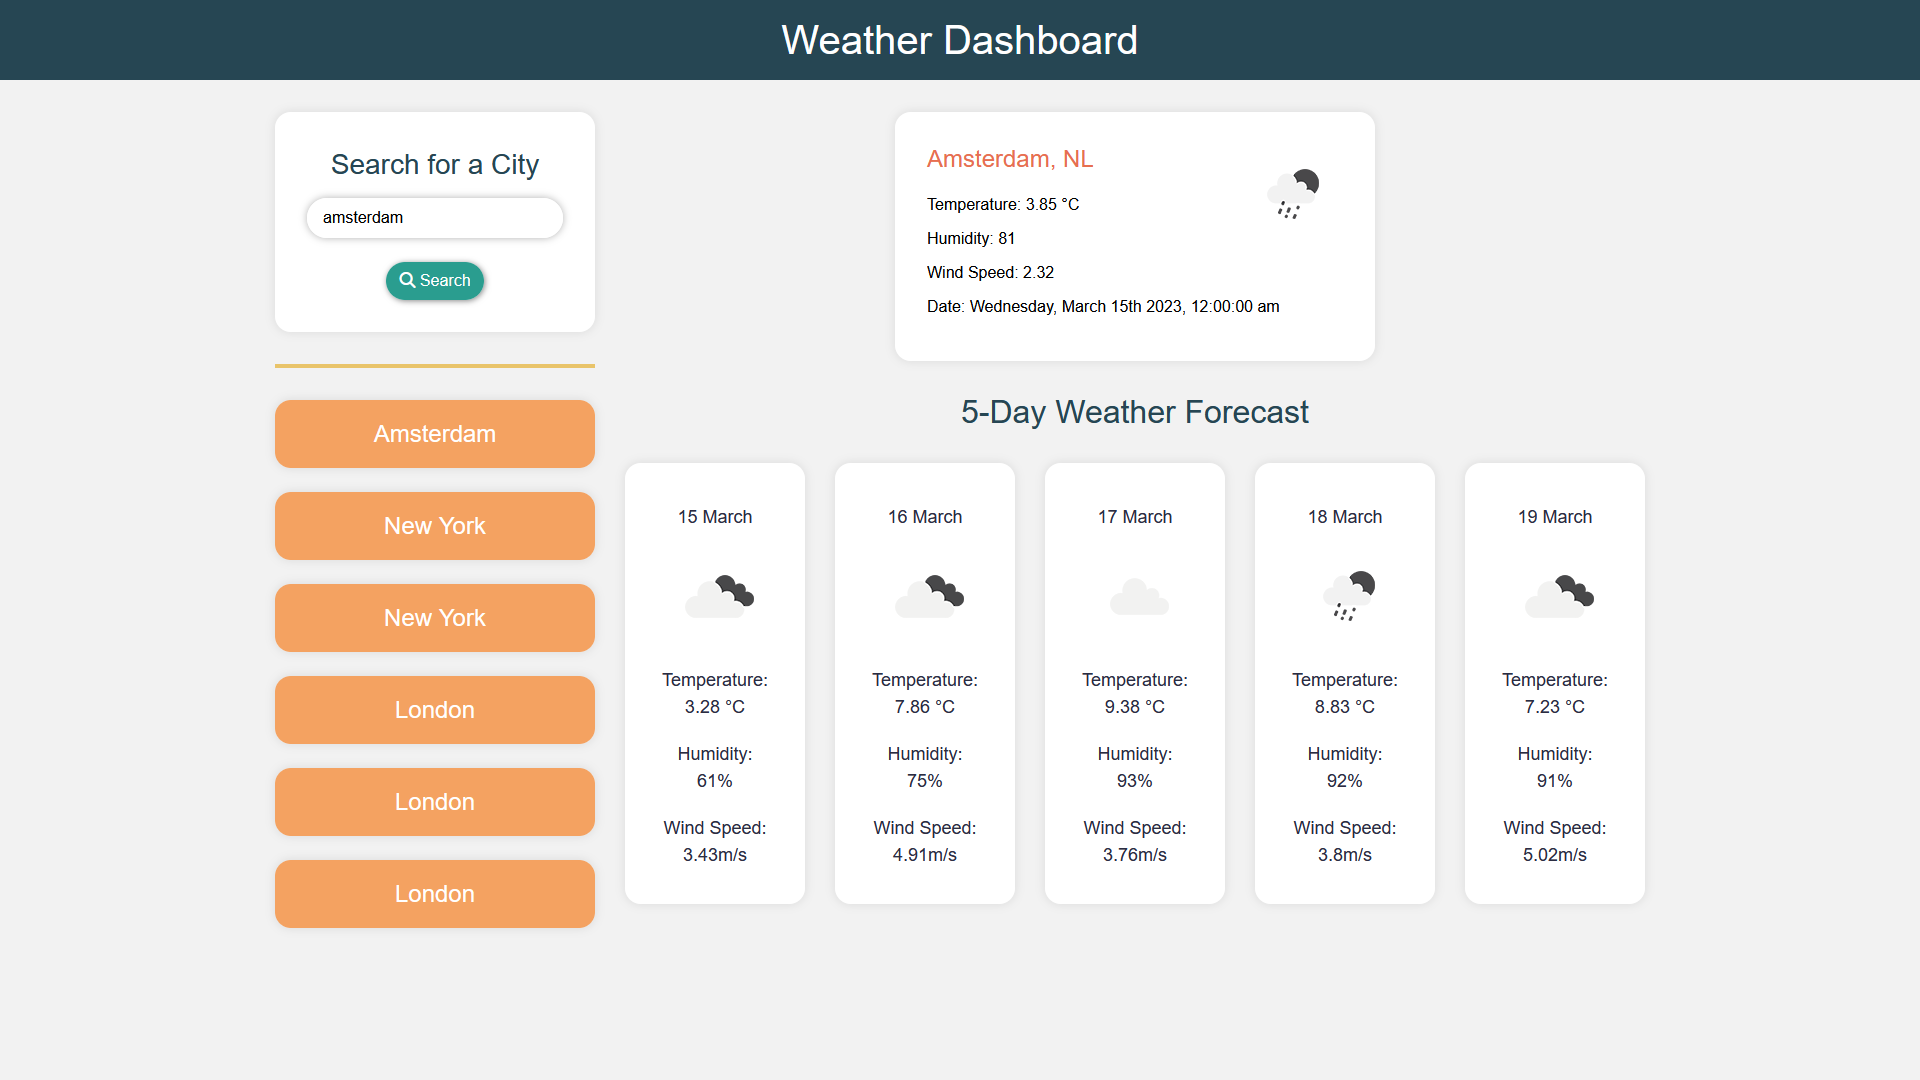 Weather Dashboard
Search for a City
amsterdam
Search
Amsterdam
New York
New York
London
London
London
Amsterdam, NL
Temperature: 3.85 °C
Humidity: 81
Wind Speed: 2.32
Date: Wednesday, March 15th 2023, 12:00:00 am
5-Day Weather Forecast
15 March
Temperature:
3.28 °C
Humidity:
61%
Wind Speed:
3.43m/s
16 March
Temperature:
7.86 °C
Humidity:
75%
Wind Speed:
4.91m/s
17 March
Temperature:
9.38 °C
Humidity:
93%
Wind Speed:
3.76m/s
18 March
Temperature:
8.83 °C
Humidity:
92%
Wind Speed:
3.8m/s
19 March
Temperature:
7.23 °C
Humidity:
91%
Wind Speed:
5.02m/s